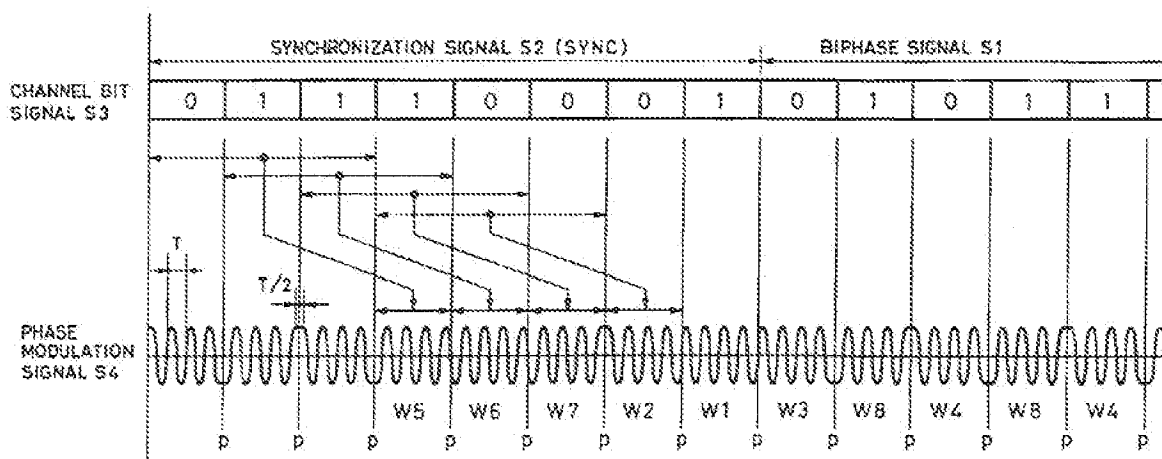 SYNCHRONIZATION SIGNAL S2 (SYNC) BIPHASE SIGNAL S1
CHANNEL BIT
SIGNAL S3
0 1 1 1 0 0 0 1 0 1 0 1 1
T
T/2
PHASE
MODULATION
SIGNAL S4
W5 W6 W7 W2 W1 W3 W8 W4 W8 W4
P P P P P P P P P P P P P